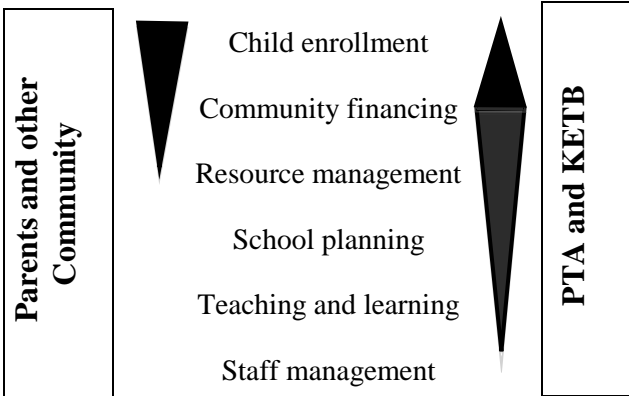 Parents and other
Community
Child enrollment
Community financing
Resource management
School planning
Teaching and learning
Staff management
PTA and KETB